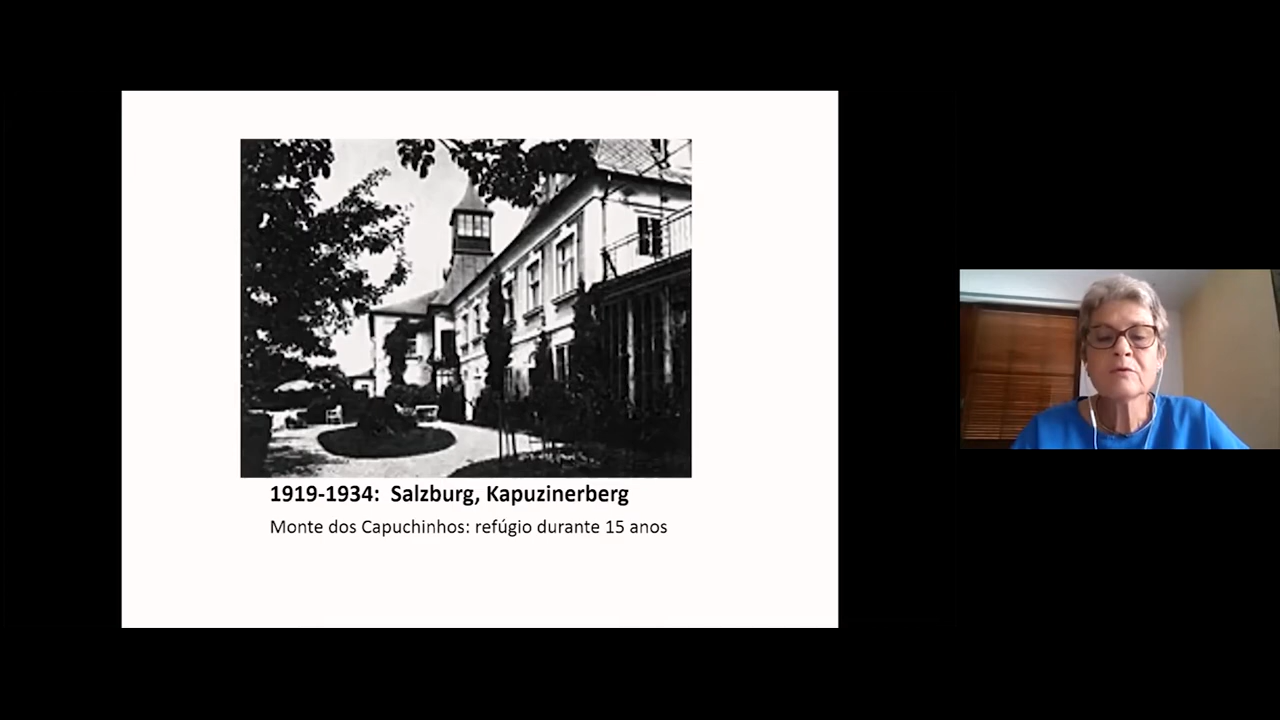 1919-1934: Salzburg, Kapuzinerberg
Monte dos Capuchinhos: refúgio durante 15 anos